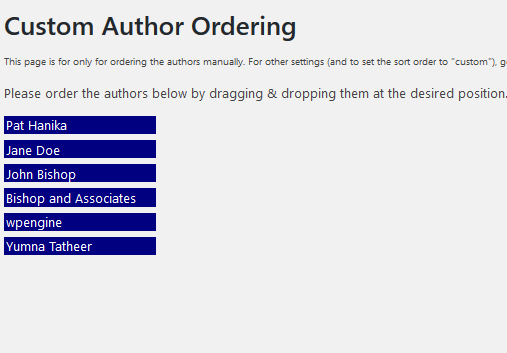 Custom Author Ordering
This page is for only for ordering the authors manually. For other settings (and to set the sort order to "custom"),
Please order the authors below by dragging & dropping them at the desired position.
Pat Hanika
Jane Doe
John Bishop
Bishop and Associates
wpengine
Yumna Tatheer